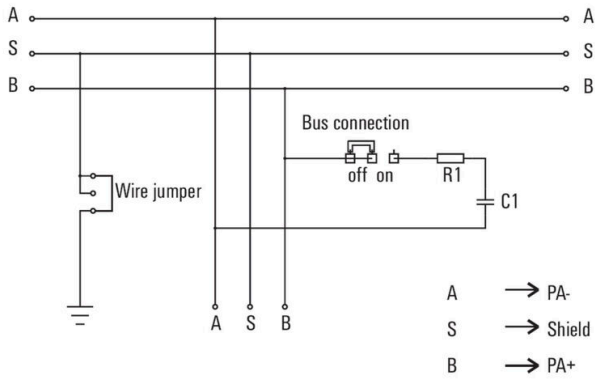 A A
S S
B B
Bus connection
off on R1
Wire jumper
C1
A S B
A → PA-
S → Shield
B → PA+